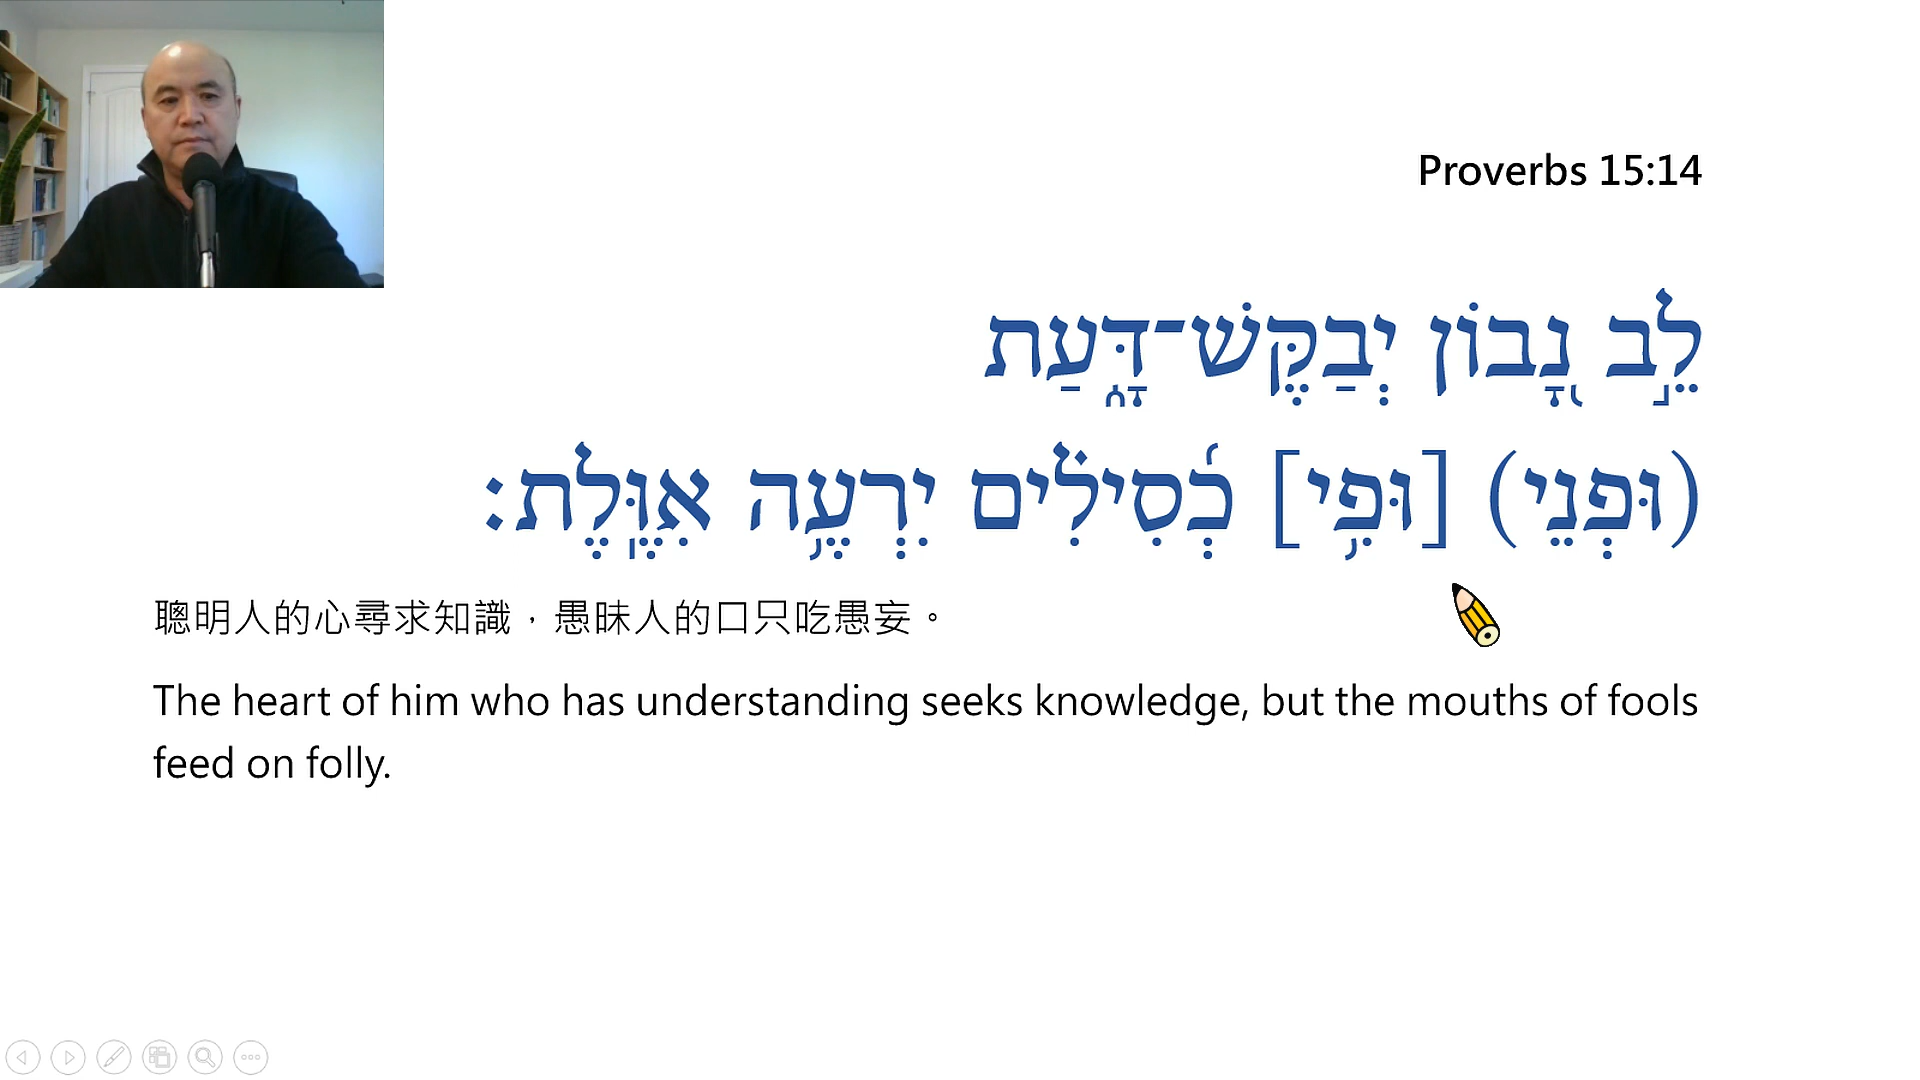 Proverbs 15:14
לֵ֣ב נָ֭בוֹן יְבַקֶּשׁ־דָּ֑עַת
(וּפְנֵי) [וּפִ֥י] כְ֝סִילִ֗ים יִרְעֶ֥ה אִוֶּֽלֶת׃
聰明人的心尋求知識，愚昧人的口只吃愚妄。
The heart of him who has understanding seeks knowledge, but the mouths of fools
feed on folly.